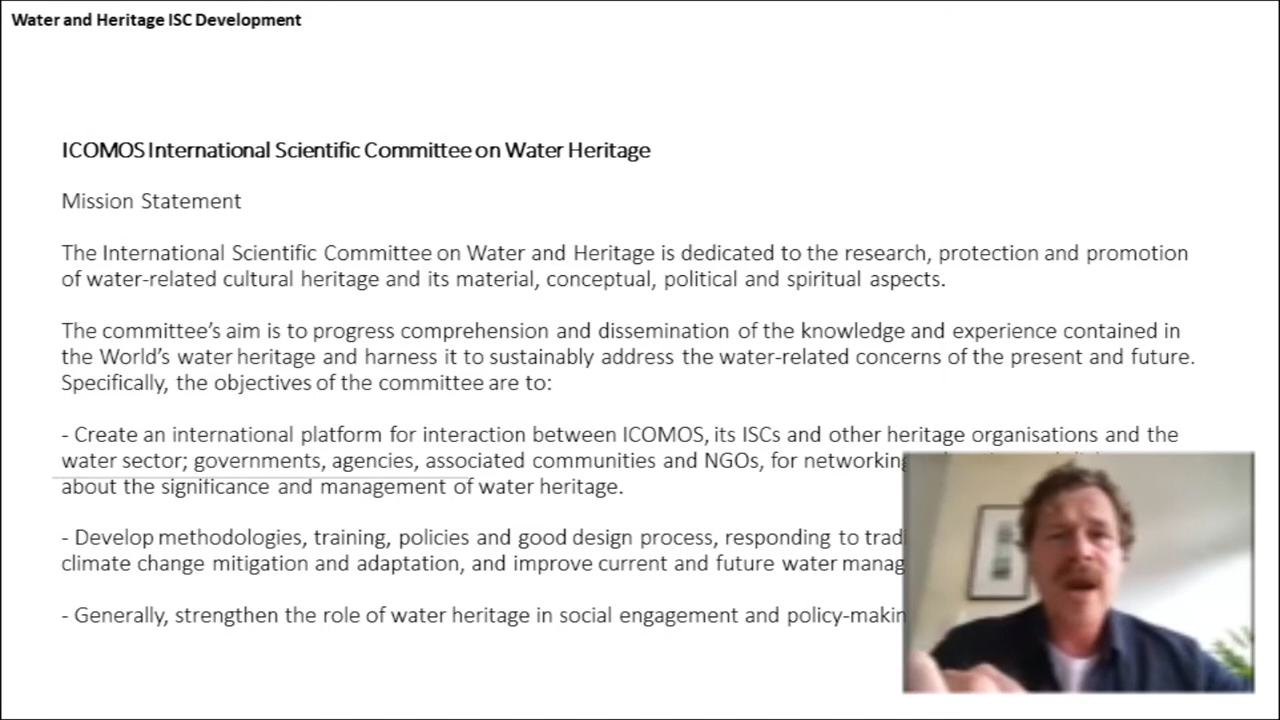 Water and Heritage ISC Development
ICOMOS International Scientific Committee on Water Heritage
Mission Statement
The International Scientific Committee on Water and Heritage is dedicated to the research, protection and promotion
of water-related cultural heritage and its material, conceptual, political and spiritual aspects.
The committee's aim is to progress comprehension and dissemination of the knowledge and experience contained in
the World's water heritage and harness it to sustainably address the water-related concerns of the present and future.
Specifically, the objectives of the committee are to:
- Create an international platform for interaction between ICOMOS, its ISCs and other heritage organisations and the
water sector; governments, agencies, associated communities and NGOs, for networking
about the significance and management of water heritage.
- Develop methodologies, training, policies and good design process, responding to
climate change mitigation and adaptation, and improve current and future water
- Generally, strengthen the role of water heritage in social engagement and